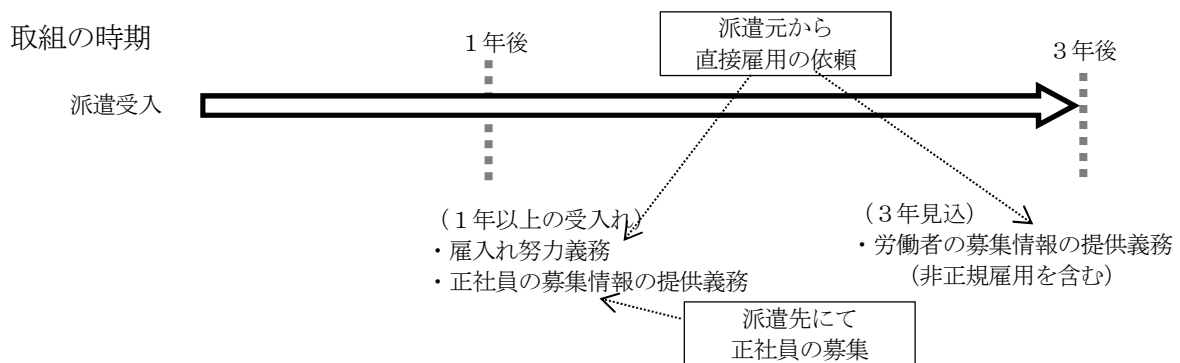 取組の時期
１年後
派遣元から
直接雇用の依頼
３年後
派遣受入
（１年以上の受入れ）
・雇入れ努力義務
・正社員の募集情報の提供義務
（３年見込）
・労働者の募集情報の提供義務
（非正規雇用を含む）
派遣先にて
正社員の募集